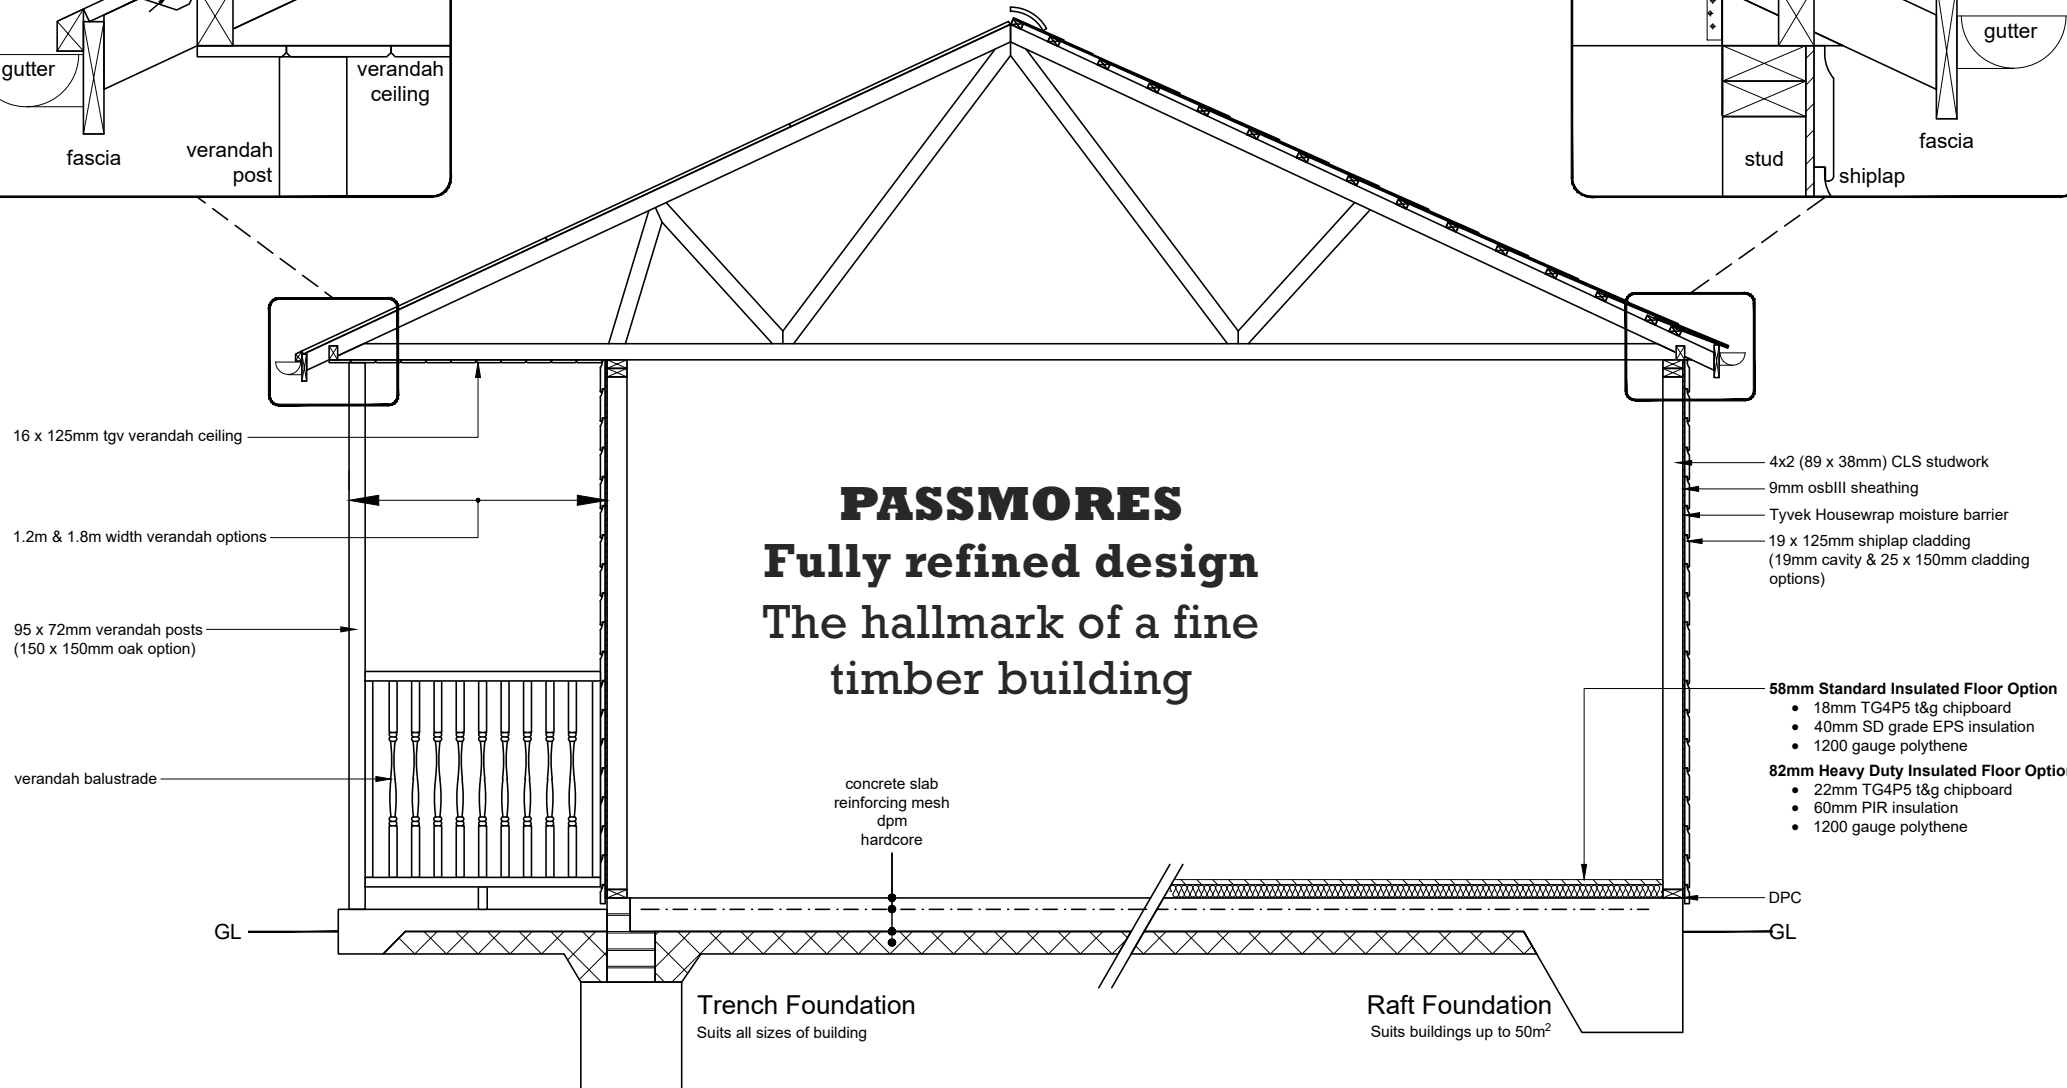 gutter
verandah
ceiling
fascia
verandah
post
gutter
fascia
stud
shiplap
16 x 125mm tgv verandah ceiling
1.2m & 1.8m width verandah options
95 x 72mm verandah posts
(150 x 150mm oak option)
verandah balustrade
GL
PASSMORES
Fully refined design
The hallmark of a fine
timber building
concrete slab
reinforcing mesh
dpm
hardcore
4x2 (89 x 38mm) CLS studwork
9mm osbIII sheathing
Tyvek Housewrap moisture barrier
19 x 125mm shiplap cladding
(19mm cavity & 25 x 150mm cladding
options)
58mm Standard Insulated Floor Option
• 18mm TG4P5 t&g chipboard
• 40mm SD grade EPS insulation
• 1200 gauge polythene
82mm Heavy Duty Insulated Floor Optio
• 22mm TG4P5 t&g chipboard
• 60mm PIR insulation
• 1200 gauge polythene
DPC
GL
Trench Foundation
Suits all sizes of building
Raft Foundation
Suits buildings up to 50m²